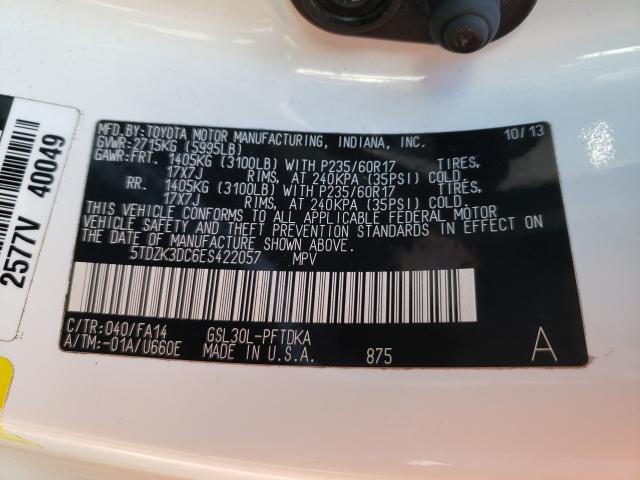 MFD.BY:TOYOTA MOTOR MANUFACTURING, INDIANA, INC. 10/13
GVWR:2715KG (5995LB)
GAWR:FRT. 1405KG (3100LB) WITH P235/60R17 TIRES,
17X7J RIMS, AT 240KPA (35PSI) COLD.
RR. 1405KG (3100LB) WITH P235/60R17 TIRES,
17X7J RIMS, AT 240KPA (35PSI) COLD.
THIS VEHICLE CONFORMS TO ALL APPLICABLE FEDERAL MOTOR
VEHICLE SAFETY AND THEFT PREVENTION STANDARDS IN EFFECT ON
THE DATE OF MANUFACTURE SHOWN ABOVE.
5TDZK3DC6ES422057 MPV
C/TR:040/FA14 GSL30L-PFTDKA
A/TM:-01A/U660E MADE IN U.S.A. 875 A
2577V 40049